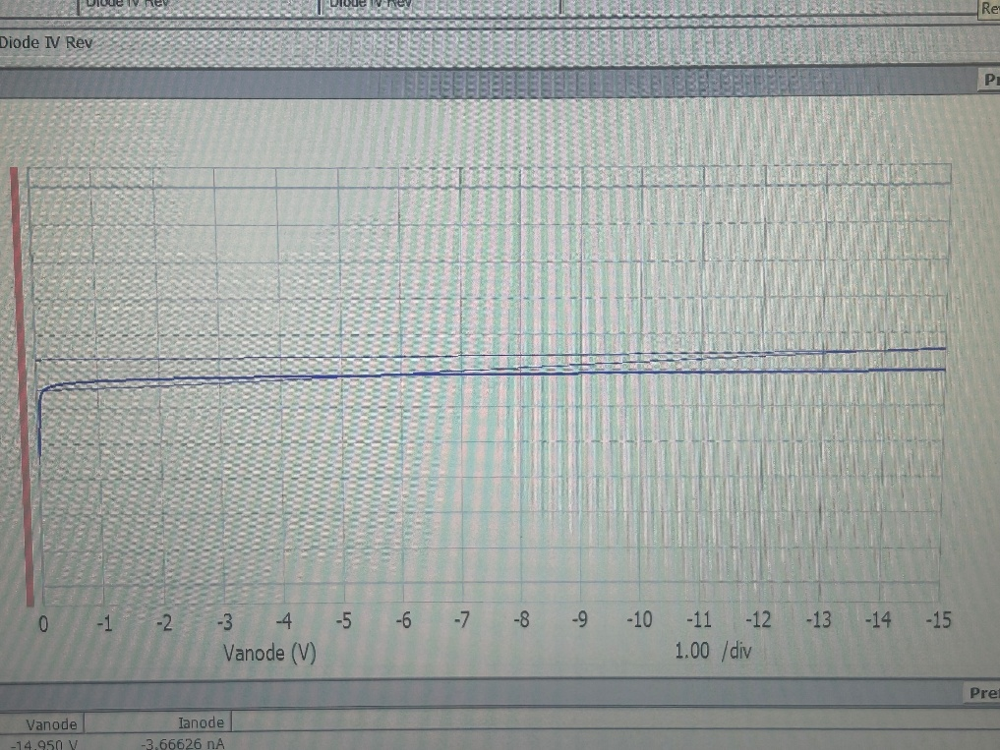 Diode IV Rev Diode IV Rev
Diode IV Rev
0 -1 -2 -3 -4 -5 -6 -7 -8 -9 -10 -11 -12 -13 -14 -15
Vanode (V) 1.00 /div
Vanode Ianode
-14.950 V -3.66626 nA